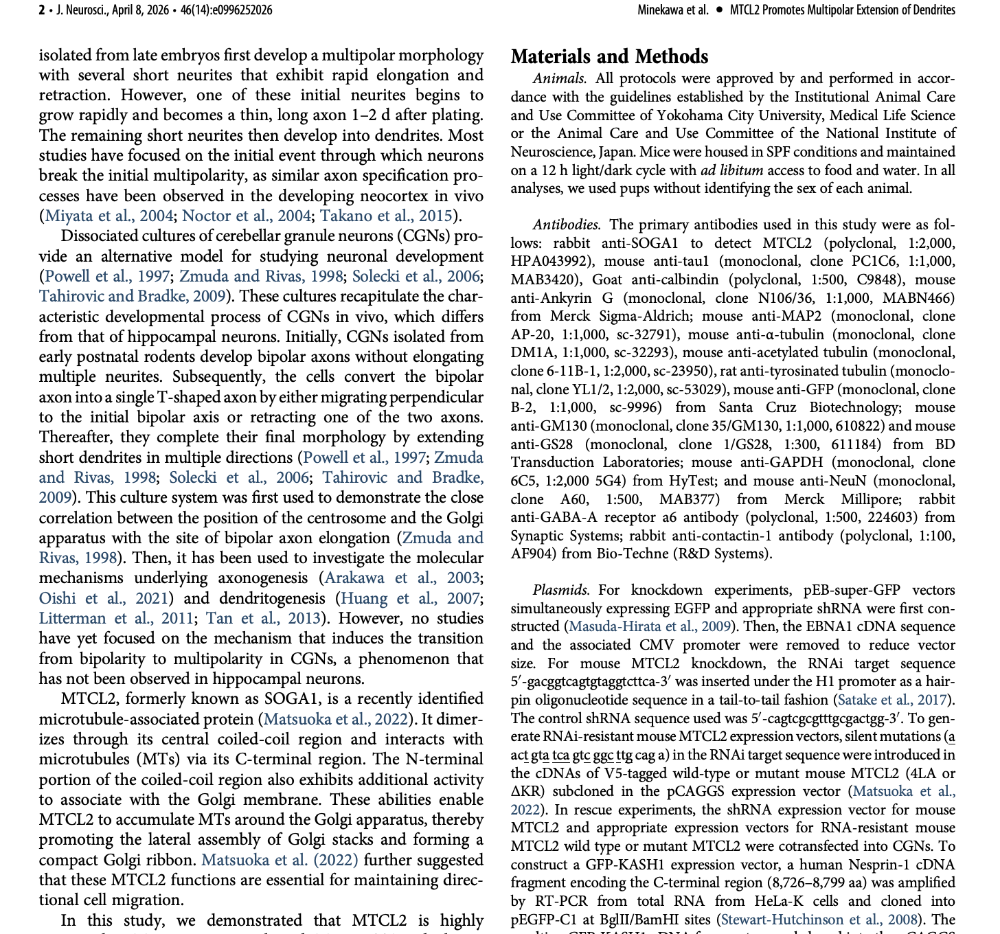 2 • J. Neurosci., April 8, 2026 • 46(14):e0996252026
Minekawa et al. • MTCL2 Promotes Multipolar Extension of Dendrites
isolated from late embryos first develop a multipolar morphology
with several short neurites that exhibit rapid elongation and
retraction. However, one of these initial neurites begins to
grow rapidly and becomes a thin, long axon 1–2 d after plating.
The remaining short neurites then develop into dendrites. Most
studies have focused on the initial event through which neurons
break the initial multipolarity, as similar axon specification pro-
cesses have been observed in the developing neocortex in vivo
(Miyata et al., 2004; Noctor et al., 2004; Takano et al., 2015).
Dissociated cultures of cerebellar granule neurons (CGNs) pro-
vide an alternative model for studying neuronal development
(Powell et al., 1997; Zmuda and Rivas, 1998; Solecki et al., 2006;
Tahirovic and Bradke, 2009). These cultures recapitulate the char-
acteristic developmental process of CGNs in vivo, which differs
from that of hippocampal neurons. Initially, CGNs isolated from
early postnatal rodents develop bipolar axons without elongating
multiple neurites. Subsequently, the cells convert the bipolar
axon into a single T-shaped axon by either migrating perpendicular
to the initial bipolar axis or retracting one of the two axons.
Thereafter, they complete their final morphology by extending
short dendrites in multiple directions (Powell et al., 1997; Zmuda
and Rivas, 1998; Solecki et al., 2006; Tahirovic and Bradke,
2009). This culture system was first used to demonstrate the close
correlation between the position of the centrosome and the Golgi
apparatus with the site of bipolar axon elongation (Zmuda and
Rivas, 1998). Then, it has been used to investigate the molecular
mechanisms underlying axonogenesis (Arakawa et al., 2003;
Oishi et al., 2021) and dendritogenesis (Huang et al., 2007;
Litterman et al., 2011; Tan et al., 2013). However, no studies
have yet focused on the mechanism that induces the transition
from bipolarity to multipolarity in CGNs, a phenomenon that
has not been observed in hippocampal neurons.
MTCL2, formerly known as SOGA1, is a recently identified
microtubule-associated protein (Matsuoka et al., 2022). It dimer-
izes through its central coiled-coil region and interacts with
microtubules (MTs) via its C-terminal region. The N-terminal
portion of the coiled-coil region also exhibits additional activity
to associate with the Golgi membrane. These abilities enable
MTCL2 to accumulate MTs around the Golgi apparatus, thereby
promoting the lateral assembly of Golgi stacks and forming a
compact Golgi ribbon. Matsuoka et al. (2022) further suggested
that these MTCL2 functions are essential for maintaining direc-
tional cell migration.
In this study, we demonstrated that MTCL2 is highly
Materials and Methods
Animals. All protocols were approved by and performed in accor-
dance with the guidelines established by the Institutional Animal Care
and Use Committee of Yokohama City University, Medical Life Science
or the Animal Care and Use Committee of the National Institute of
Neuroscience, Japan. Mice were housed in SPF conditions and maintained
on a 12 h light/dark cycle with ad libitum access to food and water. In all
analyses, we used pups without identifying the sex of each animal.
Antibodies. The primary antibodies used in this study were as fol-
lows: rabbit anti-SOGA1 to detect MTCL2 (polyclonal, 1:2,000,
HPA043992), mouse anti-tau1 (monoclonal, clone PC1C6, 1:1,000,
MAB3420), Goat anti-calbindin (polyclonal, 1:500, C9848), mouse
anti-Ankyrin G (monoclonal, clone N106/36, 1:1,000, MABN466)
from Merck Sigma-Aldrich; mouse anti-MAP2 (monoclonal, clone
AP-20, 1:1,000, sc-32791), mouse anti-α-tubulin (monoclonal, clone
DM1A, 1:1,000, sc-32293), mouse anti-acetylated tubulin (monoclonal,
clone 6-11B-1, 1:2,000, sc-23950), rat anti-tyrosinated tubulin (monoclo-
nal, clone YL1/2, 1:2,000, sc-53029), mouse anti-GFP (monoclonal, clone
B-2, 1:1,000, sc-9996) from Santa Cruz Biotechnology; mouse
anti-GM130 (monoclonal, clone 35/GM130, 1:1,000, 610822) and mouse
anti-GS28 (monoclonal, clone 1/GS28, 1:300, 611184) from BD
Transduction Laboratories; mouse anti-GAPDH (monoclonal, clone
6C5, 1:2,000 5G4) from HyTest; and mouse anti-NeuN (monoclonal,
clone A60, 1:500, MAB377) from Merck Millipore; rabbit
anti-GABA-A receptor a6 antibody (polyclonal, 1:500, 224603) from
Synaptic Systems; rabbit anti-contactin-1 antibody (polyclonal, 1:100,
AF904) from Bio-Techne (R&D Systems).
Plasmids. For knockdown experiments, pEB-super-GFP vectors
simultaneously expressing EGFP and appropriate shRNA were first con-
structed (Masuda-Hirata et al., 2009). Then, the EBNA1 cDNA sequence
and the associated CMV promoter were removed to reduce vector
size. For mouse MTCL2 knockdown, the RNAi target sequence
5′-gacggtcagtgtaggtcttca-3′ was inserted under the H1 promoter as a hair-
pin oligonucleotide sequence in a tail-to-tail fashion (Satake et al., 2017).
The control shRNA sequence used was 5′-cagtcgcgtttgcgactgg-3′. To gen-
erate RNAi-resistant mouse MTCL2 expression vectors, silent mutations (a
act gta tca gtc ggc ttg cag a) in the RNAi target sequence were introduced in
the cDNAs of V5-tagged wild-type or mutant mouse MTCL2 (4LA or
ΔKR) subcloned in the pCAGGS expression vector (Matsuoka et al.,
2022). In rescue experiments, the shRNA expression vector for mouse
MTCL2 and appropriate expression vectors for RNA-resistant mouse
MTCL2 wild type or mutant MTCL2 were cotransfected into CGNs. To
construct a GFP-KASH1 expression vector, a human Nesprin-1 cDNA
fragment encoding the C-terminal region (8,726–8,799 aa) was amplified
by RT-PCR from total RNA from HeLa-K cells and cloned into
pEGFP-C1 at BglII/BamHI sites (Stewart-Hutchinson et al., 2008). The